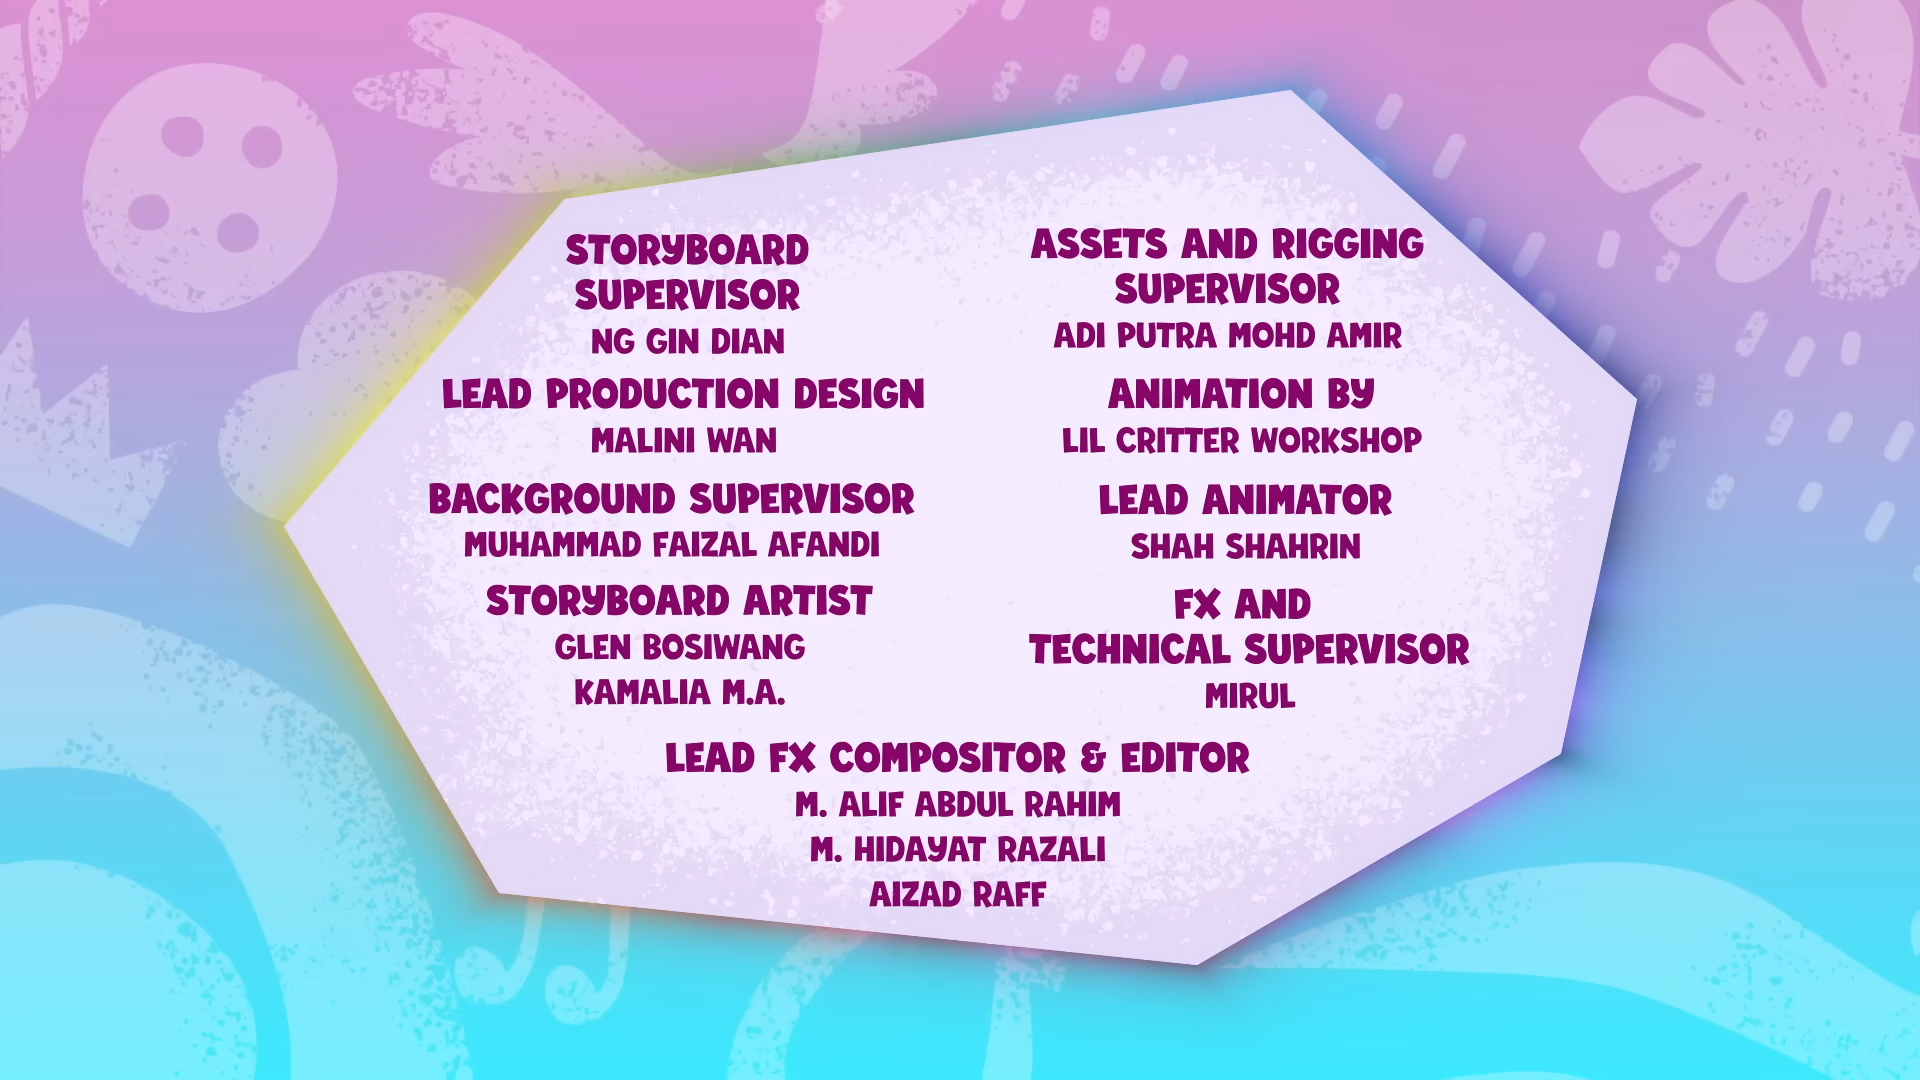 STORYBOARD
SUPERVISOR
NG GIN DIAN
LEAD PRODUCTION DESIGN
MALINI WAN
BACKGROUND SUPERVISOR
MUHAMMAD FAIZAL AFANDI
STORYBOARD ARTIST
GLEN BOSIWANG
KAMALIA M.A.
ASSETS AND RIGGING
SUPERVISOR
ADI PUTRA MOHD AMIR
ANIMATION BY
LIL CRITTER WORKSHOP
LEAD ANIMATOR
SHAH SHAHRIN
FX AND
TECHNICAL SUPERVISOR
MIRUL
LEAD FX COMPOSITOR & EDITOR
M. ALIF ABDUL RAHIM
M. HIDAYAT RAZALI
AIZAD RAFF